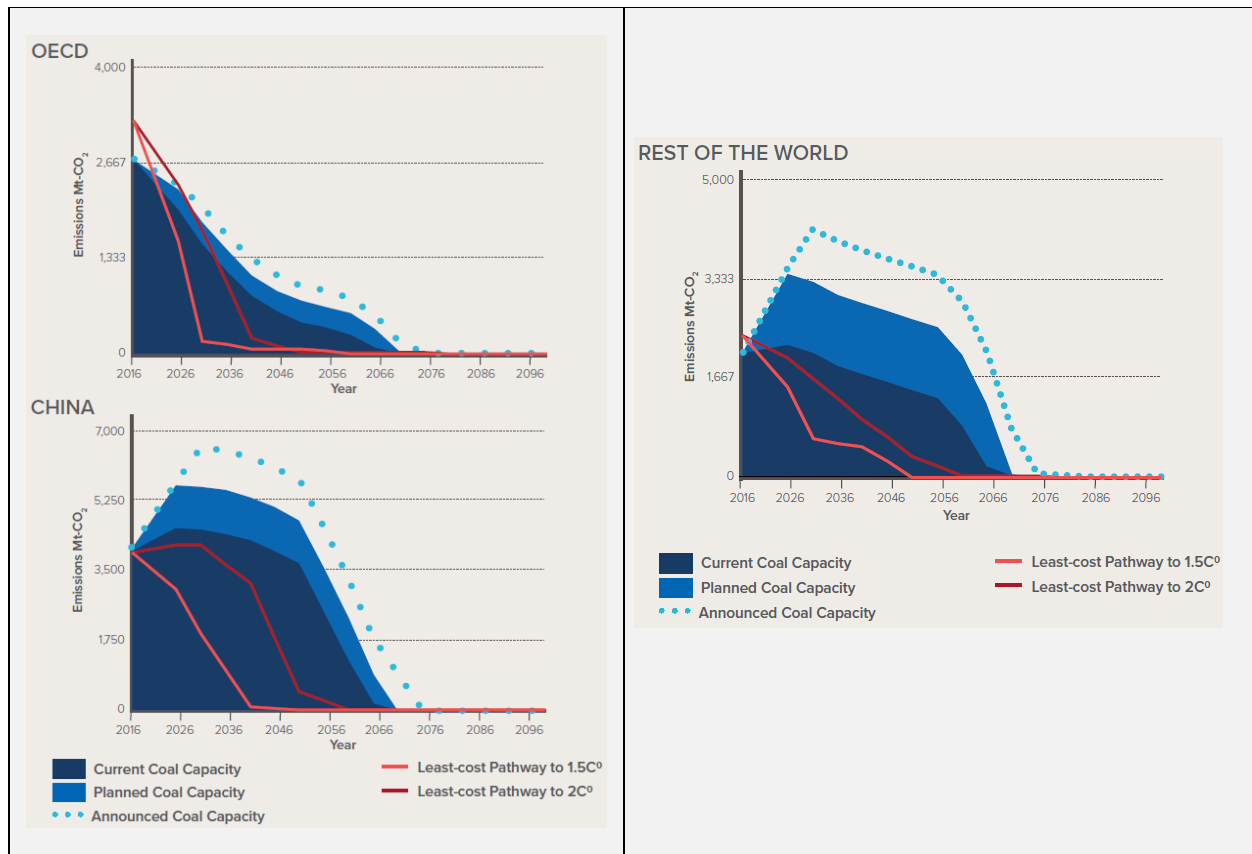 OECD
4,000
2,667
1,333
0
Emissions Mt-CO₂
2016 2026 2036 2046 2056 2066 2076 2086 2096
Year
CHINA
7,000
5,250
3,500
1,750
0
Emissions Mt-CO₂
2016 2026 2036 2046 2056 2066 2076 2086 2096
Year
Current Coal Capacity
Planned Coal Capacity
Announced Coal Capacity
Least-cost Pathway to 1.5Cº
Least-cost Pathway to 2Cº
REST OF THE WORLD
5,000
3,333
1,667
0
Emissions Mt-CO₂
2016 2026 2036 2046 2056 2066 2076 2086 2096
Year
Current Coal Capacity
Planned Coal Capacity
Announced Coal Capacity
Least-cost Pathway to 1.5Cº
Least-cost Pathway to 2Cº